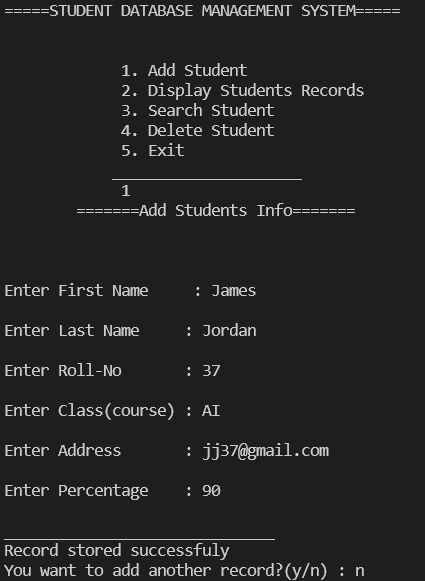 =====STUDENT DATABASE MANAGEMENT SYSTEM=====
1. Add Student
2. Display Students Records
3. Search Student
4. Delete Student
5. Exit
_____________________
1
=======Add Students Info=======
Enter First Name     : James
Enter Last Name     : Jordan
Enter Roll-No       : 37
Enter Class(course) : AI
Enter Address       : jj37@gmail.com
Enter Percentage    : 90
______________________________
Record stored successfuly
You want to add another record?(y/n) : n